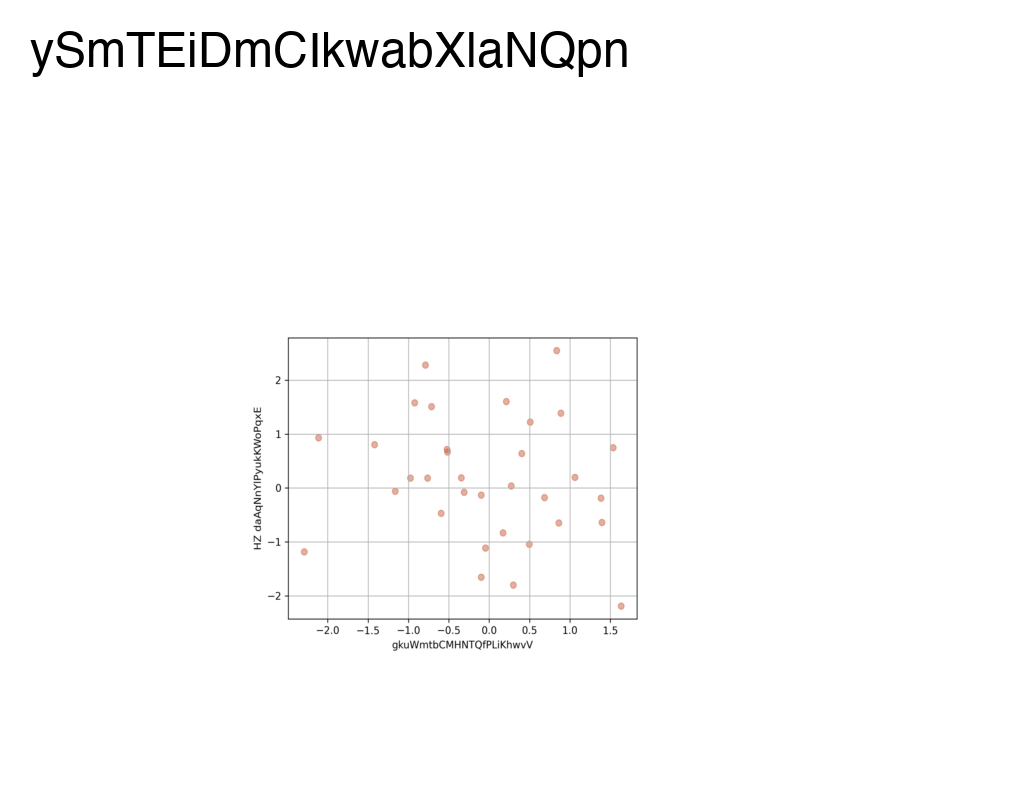 ySmTEiDmCIkwabXlaNQpn
2
1
0
−1
−2
HZ daAqNnYlPyukKWoPqxE
−2.0 −1.5 −1.0 −0.5 0.0 0.5 1.0 1.5
gkuWmtbCMHNTQfPLiKhwvV